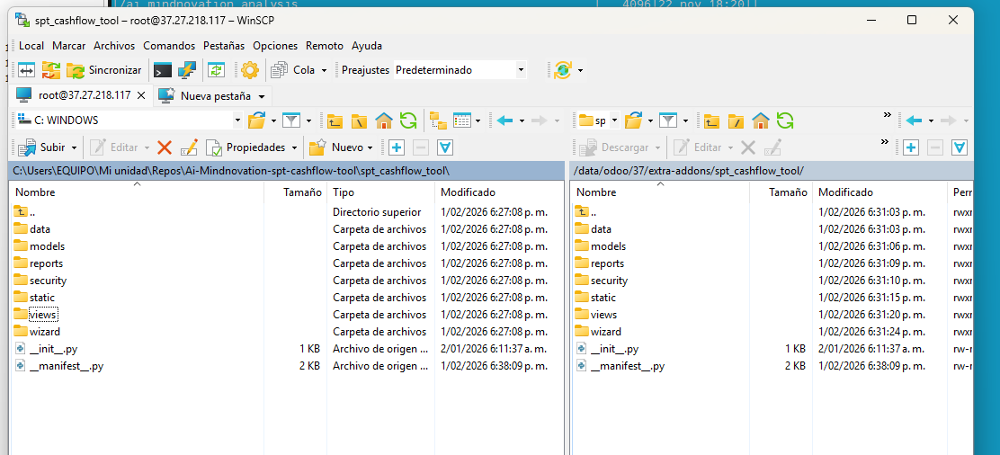 /ai_mindnovation_analysis | 4096|22 nov 18:20||
spt_cashflow_tool – root@37.27.218.117 – WinSCP
Local Marcar Archivos Comandos Pestañas Opciones Remoto Ayuda
Sincronizar Cola Preajustes Predeterminado
root@37.27.218.117 Nueva pestaña
C: WINDOWS sp
Subir Editar Propiedades Nuevo Descargar Editar
C:\Users\EQUIPO\Mi unidad\Repos\Ai-Mindnovation-spt-cashflow-tool\spt_cashflow_tool\ /data/odoo/37/extra-addons/spt_cashflow_tool/
Nombre Tamaño Tipo Modificado Nombre Tamaño Modificado Perr
.. Directorio superior 1/02/2026 6:27:08 p. m. .. 1/02/2026 6:31:03 p. m. rwxr
data Carpeta de archivos 1/02/2026 6:27:08 p. m. data 1/02/2026 6:31:03 p. m. rwxr
models Carpeta de archivos 1/02/2026 6:27:08 p. m. models 1/02/2026 6:31:06 p. m. rwxr
reports Carpeta de archivos 1/02/2026 6:27:08 p. m. reports 1/02/2026 6:31:09 p. m. rwxr
security Carpeta de archivos 1/02/2026 6:27:08 p. m. security 1/02/2026 6:31:10 p. m. rwxr
static Carpeta de archivos 1/02/2026 6:27:08 p. m. static 1/02/2026 6:31:15 p. m. rwxr
views Carpeta de archivos 1/02/2026 6:27:08 p. m. views 1/02/2026 6:31:20 p. m. rwxr
wizard Carpeta de archivos 1/02/2026 6:27:08 p. m. wizard 1/02/2026 6:31:24 p. m. rwxr
__init__.py 1 KB Archivo de origen ... 2/01/2026 6:11:37 a. m. __init__.py 1 KB 2/01/2026 6:11:37 a. m. rw-r
__manifest__.py 2 KB Archivo de origen ... 1/02/2026 6:38:09 p. m. __manifest__.py 2 KB 1/02/2026 6:38:09 p. m. rw-r